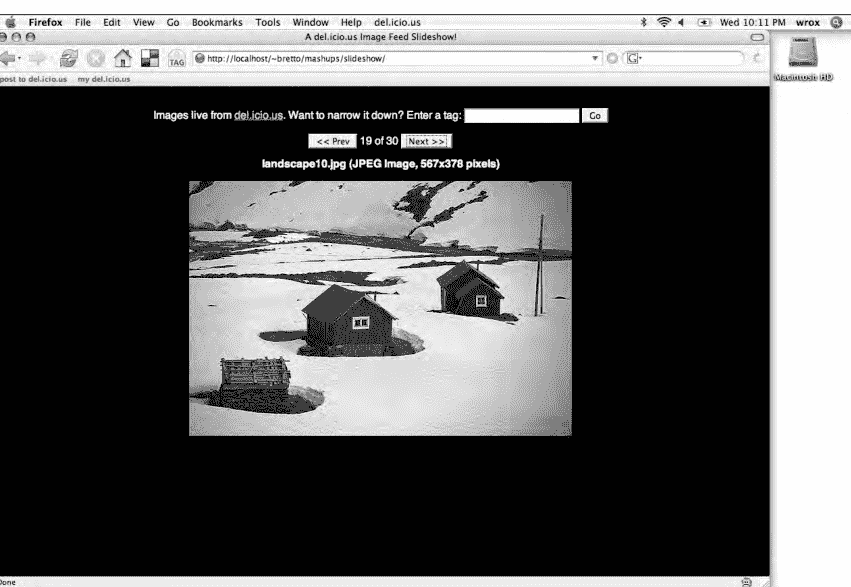 Firefox File Edit View Go Bookmarks Tools Window Help del.icio.us Wed 10:11 PM wrox
A del.icio.us Image Feed Slideshow!
TAG http://localhost/~bretto/mashups/slideshow/ G
post to del.icio.us my del.icio.us
Macintosh HD
Images live from del.icio.us. Want to narrow it down? Enter a tag: Go
<< Prev 19 of 30 Next >>
landscape10.jpg (JPEG Image, 567x378 pixels)
Done